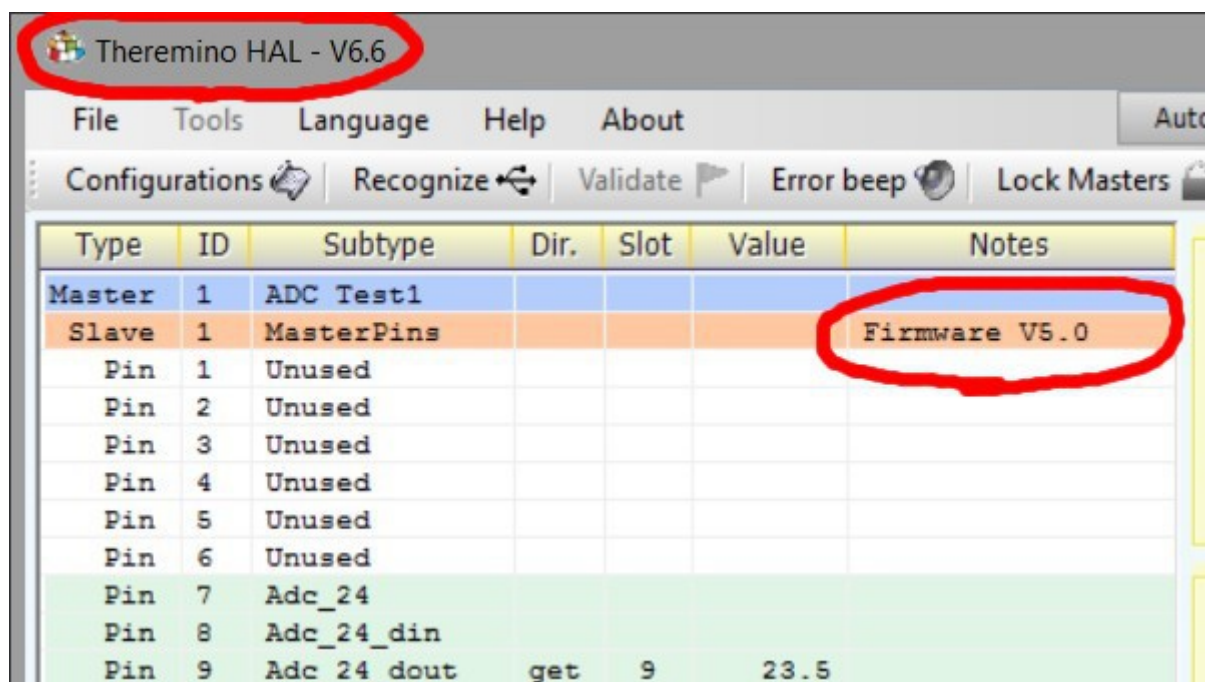 Theremino HAL - V6.6
File Tools Language Help About
Configurations Recognize Validate Error beep Lock Masters
Type ID Subtype Dir. Slot Value Notes
Master 1 ADC Test1
Slave 1 MasterPins Firmware V5.0
Pin 1 Unused
Pin 2 Unused
Pin 3 Unused
Pin 4 Unused
Pin 5 Unused
Pin 6 Unused
Pin 7 Adc_24
Pin 8 Adc_24_din
Pin 9 Adc_24_dout get 9 23.5